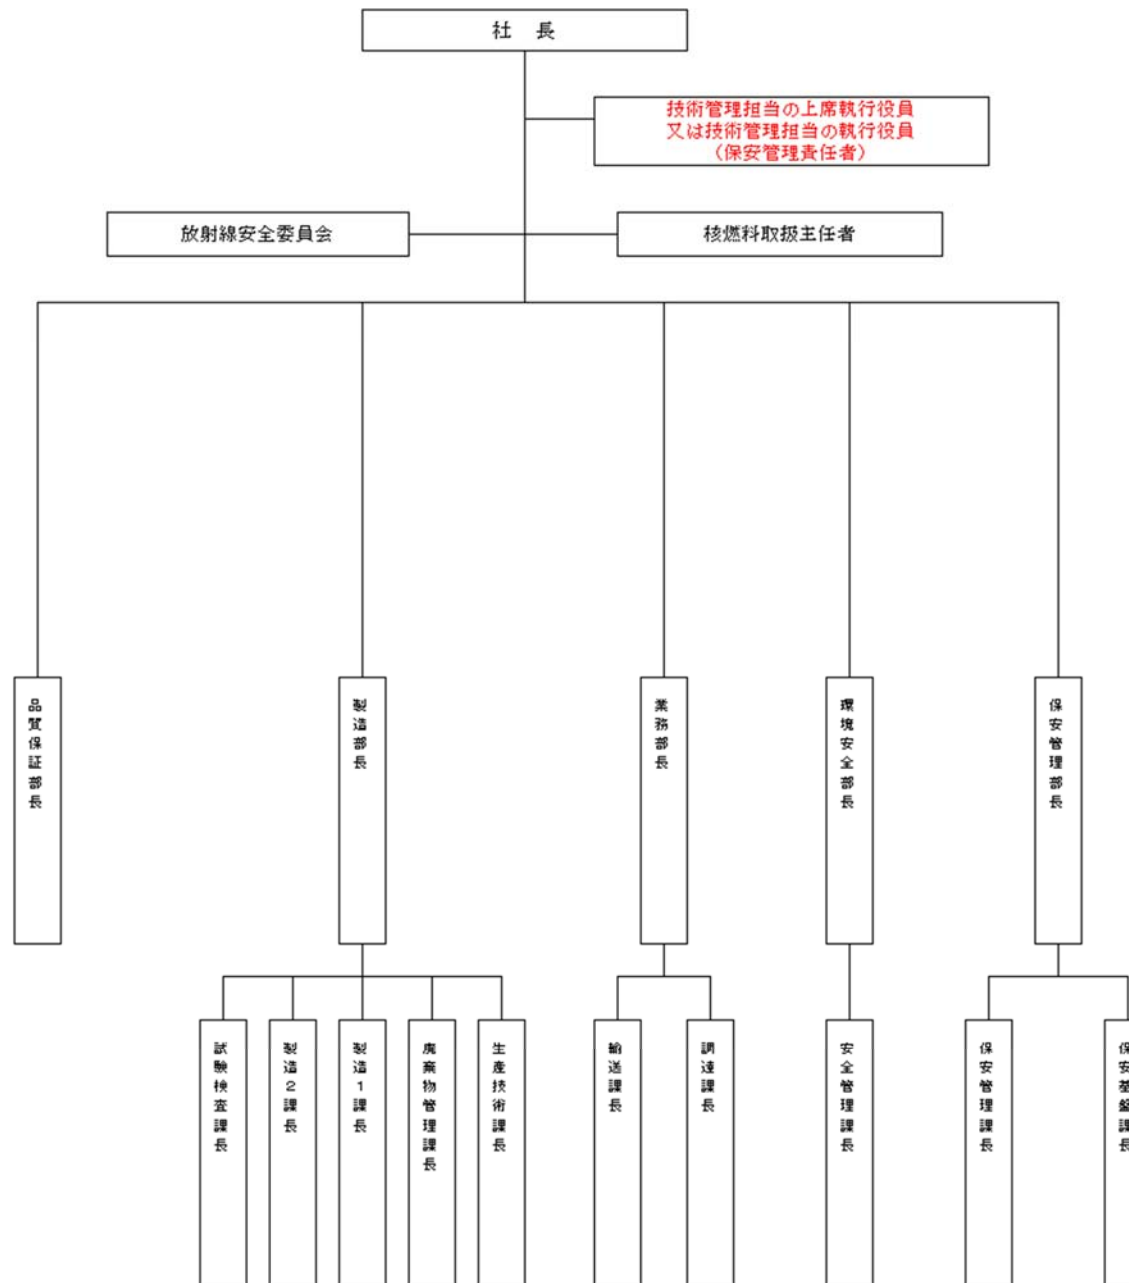 社　長
技術管理担当の上席執行役員
又は技術管理担当の執行役員
（保安管理責任者）
放射線安全委員会
核燃料取扱主任者
品質保証部長
製造部長
業務部長
環境安全部長
保安管理部長
試験検査課長
製造２課長
製造１課長
廃棄物管理課長
生産技術課長
輸送課長
調達課長
安全管理課長
保安管理課長
保安基盤課長